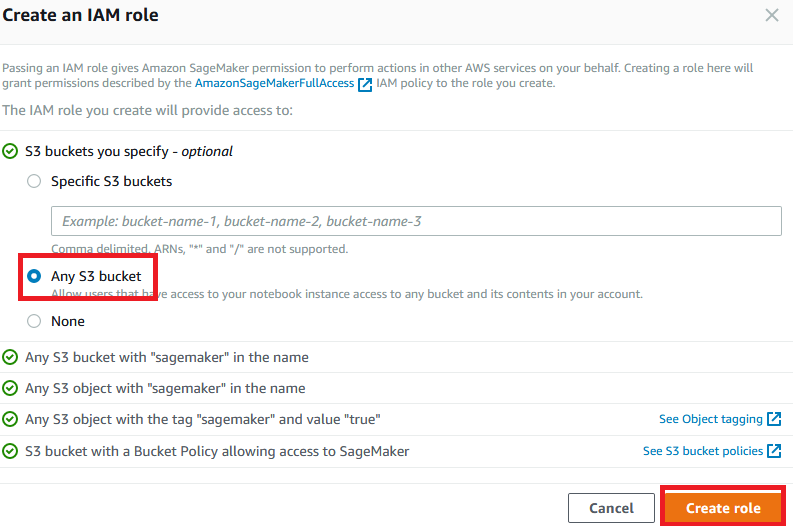 Create an IAM role
Passing an IAM role gives Amazon SageMaker permission to perform actions in other AWS services on your behalf. Creating a role here will
grant permissions described by the AmazonSageMakerFullAccess IAM policy to the role you create.
The IAM role you create will provide access to:
S3 buckets you specify - optional
Specific S3 buckets
Example: bucket-name-1, bucket-name-2, bucket-name-3
Comma delimited. ARNs, "*" and "/" are not supported.
Any S3 bucket
Allow users that have access to your notebook instance access to any bucket and its contents in your account.
None
Any S3 bucket with "sagemaker" in the name
Any S3 object with "sagemaker" in the name
Any S3 object with the tag "sagemaker" and value "true" See Object tagging
S3 bucket with a Bucket Policy allowing access to SageMaker See S3 bucket policies
Cancel Create role